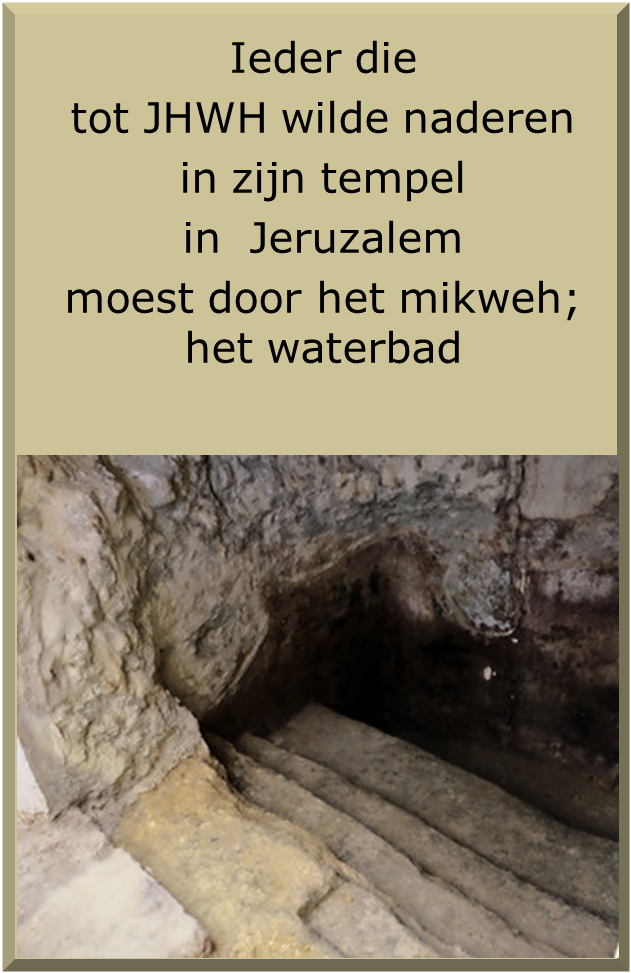 Ieder die
tot JHWH wilde naderen
in zijn tempel
in  Jeruzalem
moest door het mikweh;
het waterbad